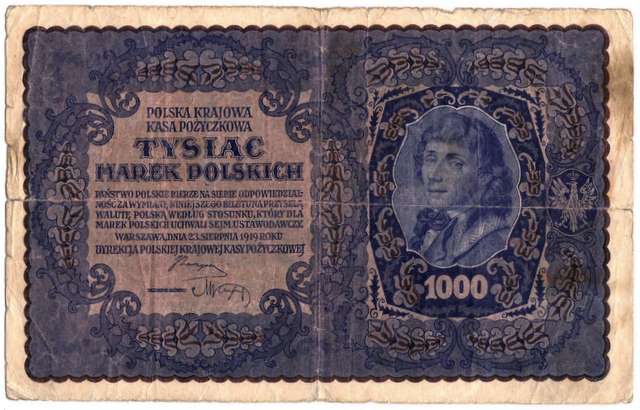 POLSKA KRAJOWA
KASA POŻYCZKOWA
TYSIĄC
MAREK POLSKICH
PAŃSTWO POLSKIE BIERZE NA SIEBIE ODPOWIEDZIAL-
NOŚĆ ZA WYPŁATĘ NINIEJSZEGO BILETU NA PRZYSZŁĄ
WALUTĘ POLSKĄ WEDŁUG STOSUNKU, KTÓRY DLA
MAREK POLSKICH UCHWALI SEJM USTAWODAWCZY.
WARSZAWA, DNIA 23. SIERPNIA 1919 ROKU
DYREKCJA POLSKIEJ KRAJOWEJ KASY POŻYCZKOWEJ
1000